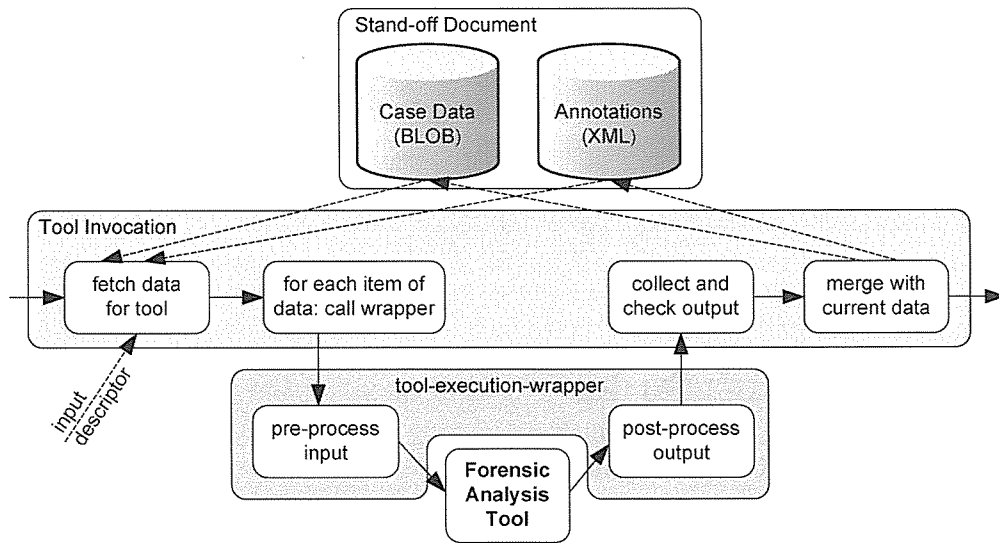 Stand-off Document
Case Data
(BLOB)
Annotations
(XML)
Tool Invocation
fetch data
for tool
for each item of
data: call wrapper
collect and
check output
merge with
current data
input
descriptor
tool-execution-wrapper
pre-process
input
Forensic
Analysis
Tool
post-process
output